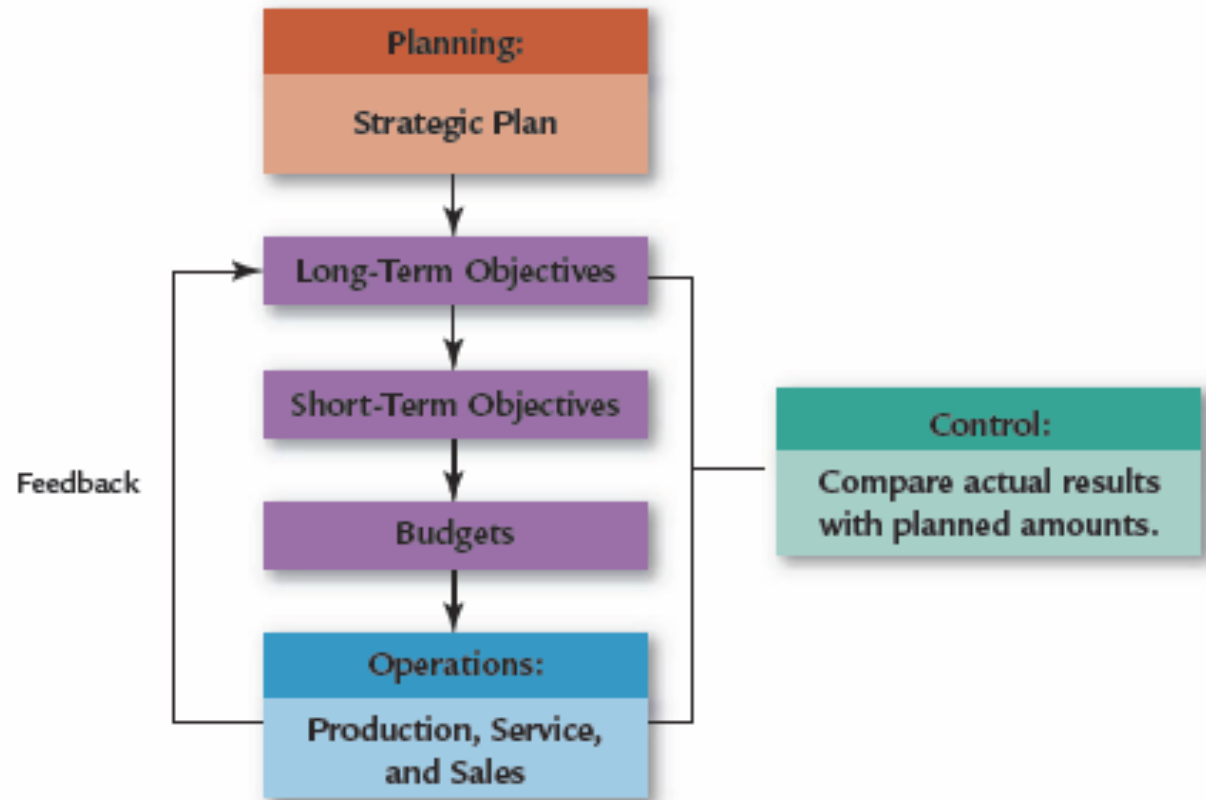 Planning:
Strategic Plan
Long-Term Objectives
Short-Term Objectives
Feedback
Budgets
Control:
Compare actual results
with planned amounts.
Operations:
Production, Service,
and Sales